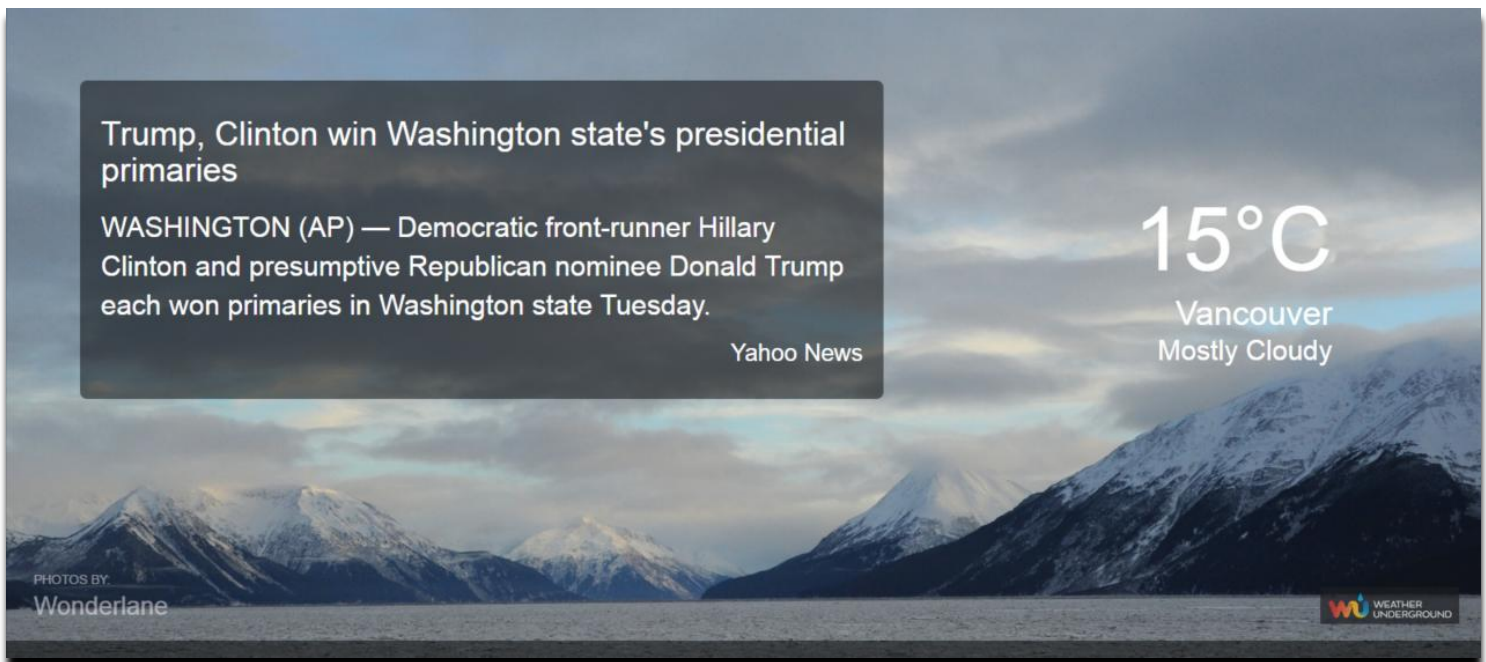 Trump, Clinton win Washington state's presidential
primaries
WASHINGTON (AP) — Democratic front-runner Hillary
Clinton and presumptive Republican nominee Donald Trump
each won primaries in Washington state Tuesday.
Yahoo News
15°C
Vancouver
Mostly Cloudy
PHOTOS BY:
Wonderlane
WU WEATHER
UNDERGROUND